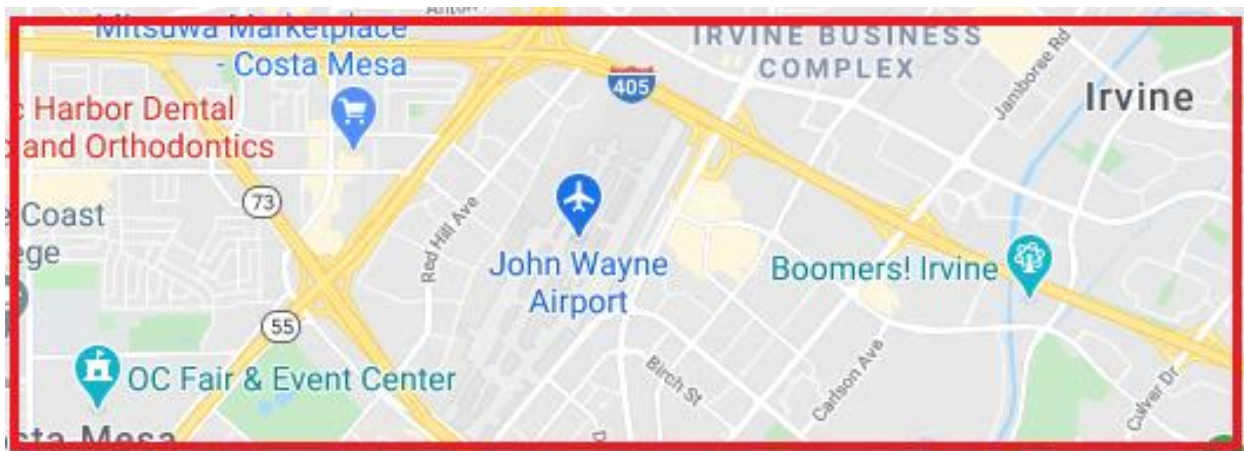 Anton
Mitsuwa Marketplace
- Costa Mesa
IRVINE BUSINESS
COMPLEX
405
Jamboree Rd
Irvine
c Harbor Dental
and Orthodontics
73
Coast
ege
Red Hill Ave
John Wayne
Airport
Boomers! Irvine
55
OC Fair & Event Center
Birch St
Carlson Ave
Culver Dr
sta Mesa